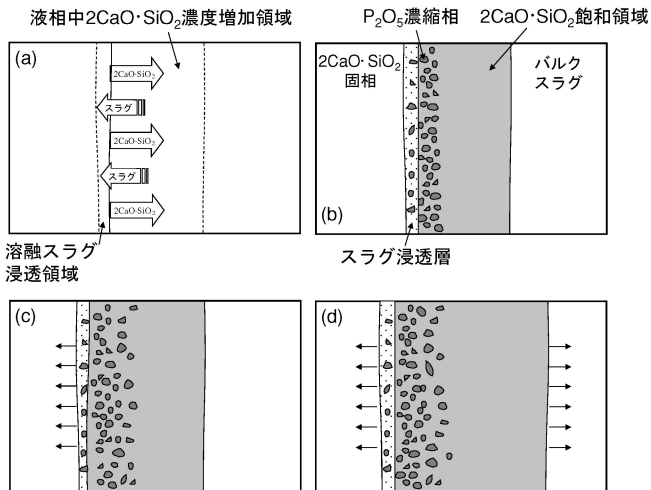 液相中2CaO･SiO₂濃度増加領域
(a)
2CaO･SiO₂
スラグ
2CaO･SiO₂
スラグ
2CaO･SiO₂
溶融スラグ
浸透領域
P₂O₅濃縮相
2CaO･SiO₂飽和領域
2CaO･SiO₂
固相
バルク
スラグ
(b)
スラグ浸透層
(c)
(d)